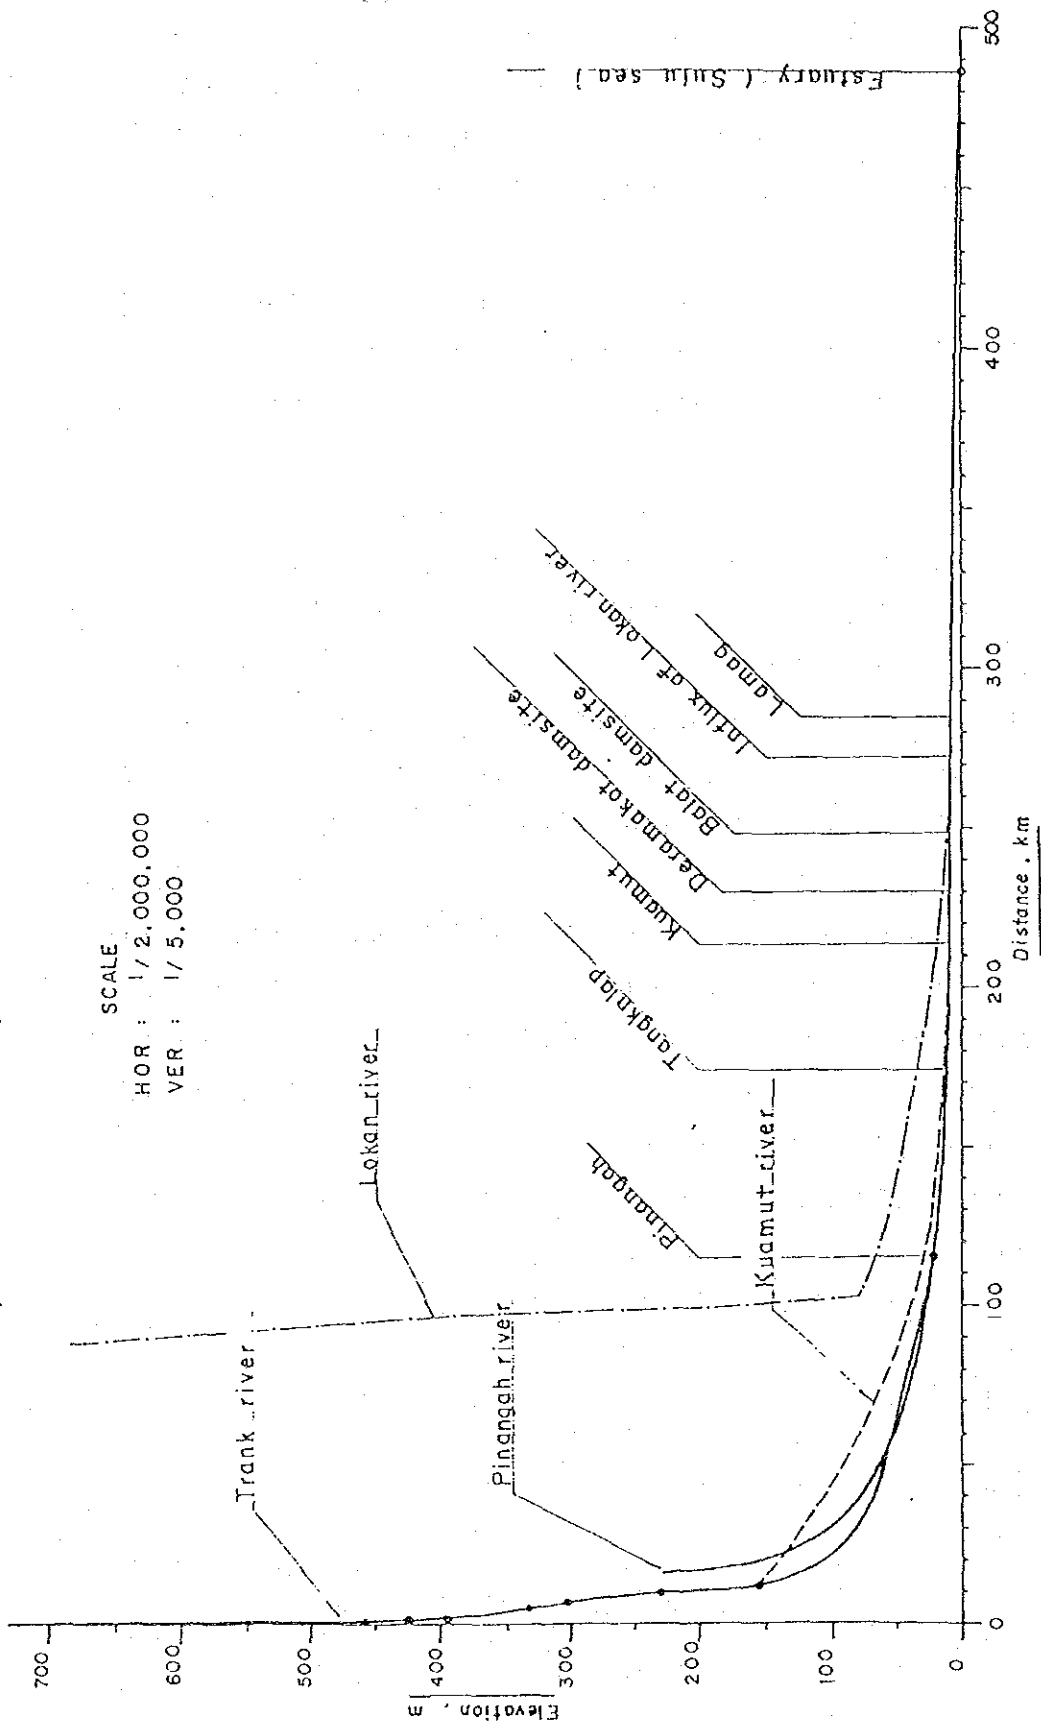 SCALE
HOR : 1/2,000,000
VER : 1/5,000
Elevation, m
700
600
500
400
300
200
100
0
Trank river
Pinangah river
Lokan river
Kuamut river
Pinangah
Tangknlap
Kuamut
Deramakot damsite
Balat damsite
Influx of Lokan river
Lamag
Estuary ( Sulu sea )
0
100
200
300
400
500
Distance, km